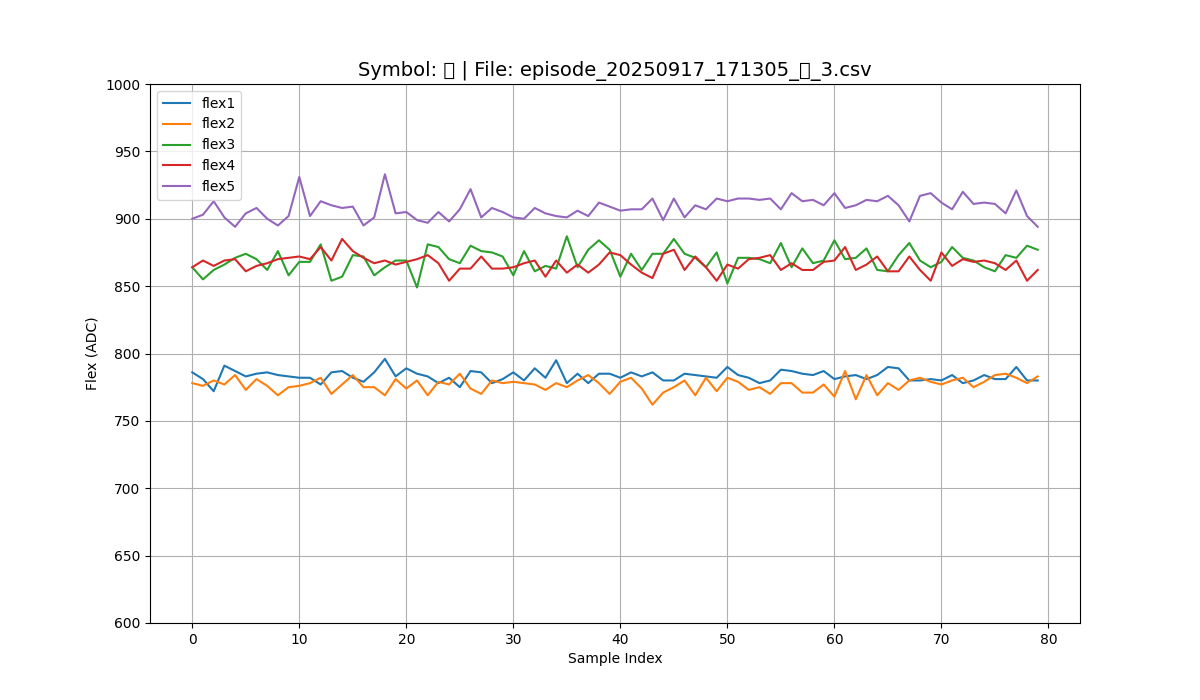 Symbol: | File: episode_20250917_171305_ _3.csv
1000
950
900
850
800
750
700
650
600
Flex (ADC)
flex1
flex2
flex3
flex4
flex5
0 10 20 30 40 50 60 70 80
Sample Index